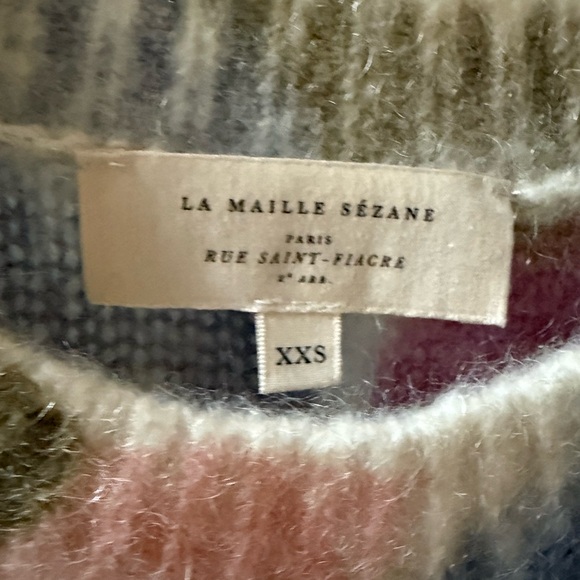 LA MAILLE SÉZANE
PARIS
RUE SAINT-FIACRE
2e ARR.
XXS